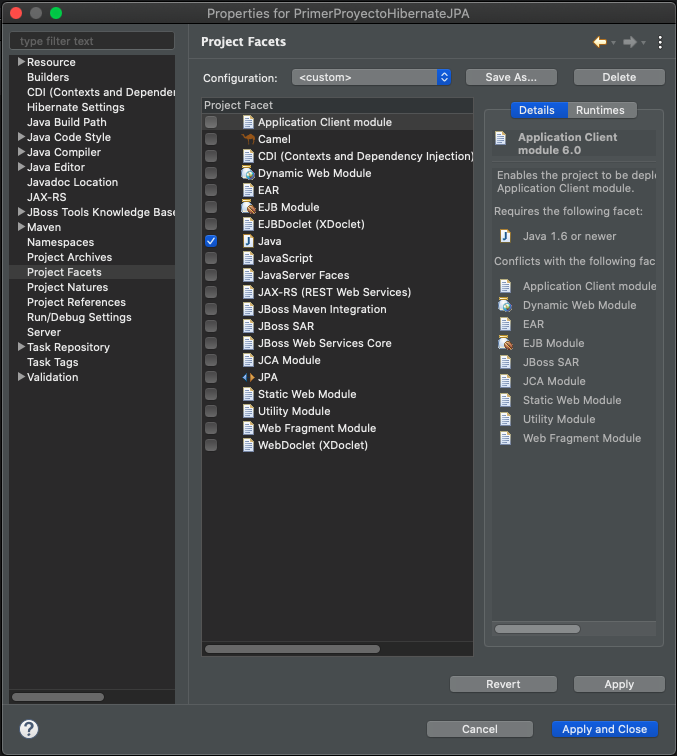 Properties for PrimerProyectoHibernateJPA
type filter text
Resource
Builders
CDI (Contexts and Depender
Hibernate Settings
Java Build Path
Java Code Style
Java Compiler
Java Editor
Javadoc Location
JAX-RS
JBoss Tools Knowledge Base
Maven
Namespaces
Project Archives
Project Facets
Project Natures
Project References
Run/Debug Settings
Server
Task Repository
Task Tags
Validation
Project Facets
Configuration: <custom> Save As... Delete
Project Facet
Application Client module
Camel
CDI (Contexts and Dependency Injection)
Dynamic Web Module
EAR
EJB Module
EJBDoclet (XDoclet)
Java
JavaScript
JavaServer Faces
JAX-RS (REST Web Services)
JBoss Maven Integration
JBoss SAR
JBoss Web Services Core
JCA Module
JPA
Static Web Module
Utility Module
Web Fragment Module
WebDoclet (XDoclet)
Details Runtimes
Application Client
module 6.0
Enables the project to be deplo
Application Client module.
Requires the following facet:
Java 1.6 or newer
Conflicts with the following fac
Application Client module
Dynamic Web Module
EAR
EJB Module
JBoss SAR
JCA Module
Static Web Module
Utility Module
Web Fragment Module
Revert Apply
? Cancel Apply and Close